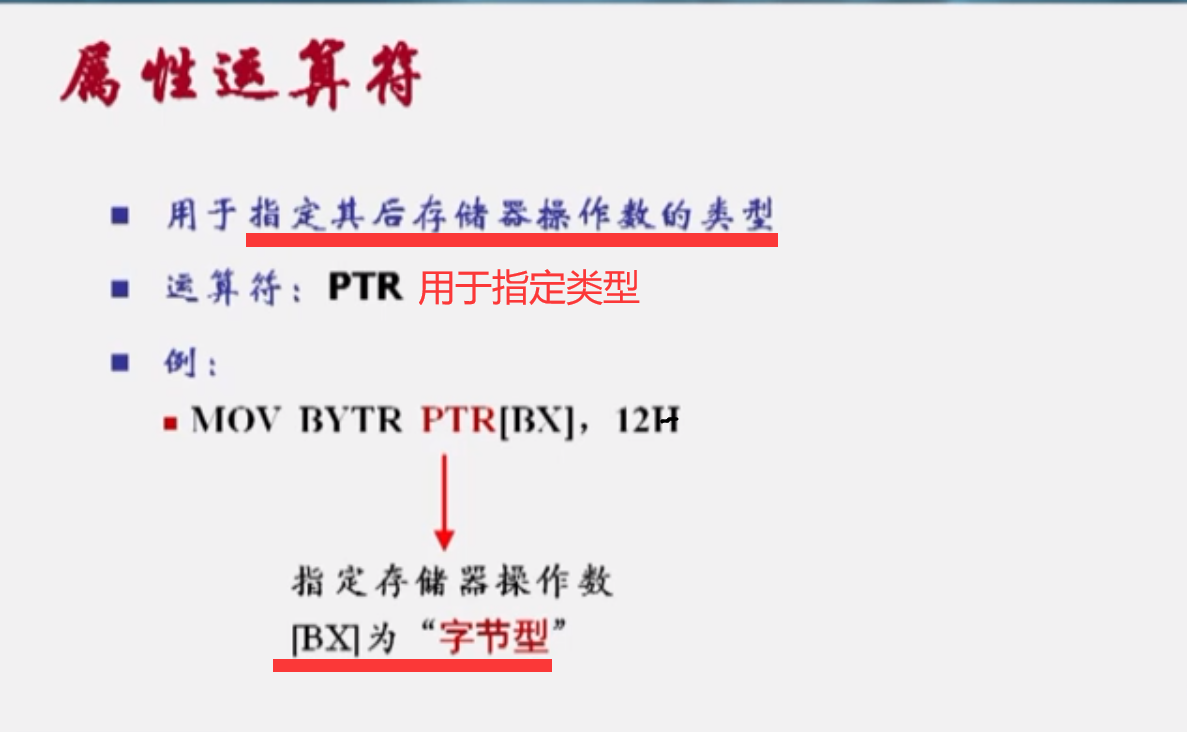 属性运算符
用于指定其后存储器操作数的类型
运算符：PTR 用于指定类型
例：
MOV BYTR PTR[BX]，12H
指定存储器操作数
[BX]为“字节型”